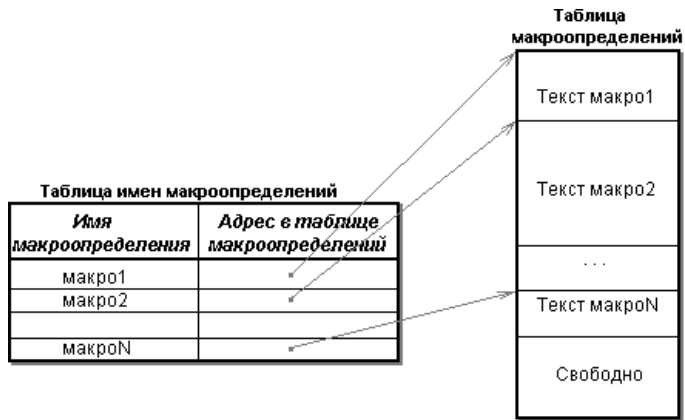 Таблица
макроопределений
Текст макро1
Текст макро2
. . .
Текст макроN
Свободно
Таблица имен макроопределений
Имя Адрес в таблице
макроопределения макроопределений
макро1
макро2
макроN